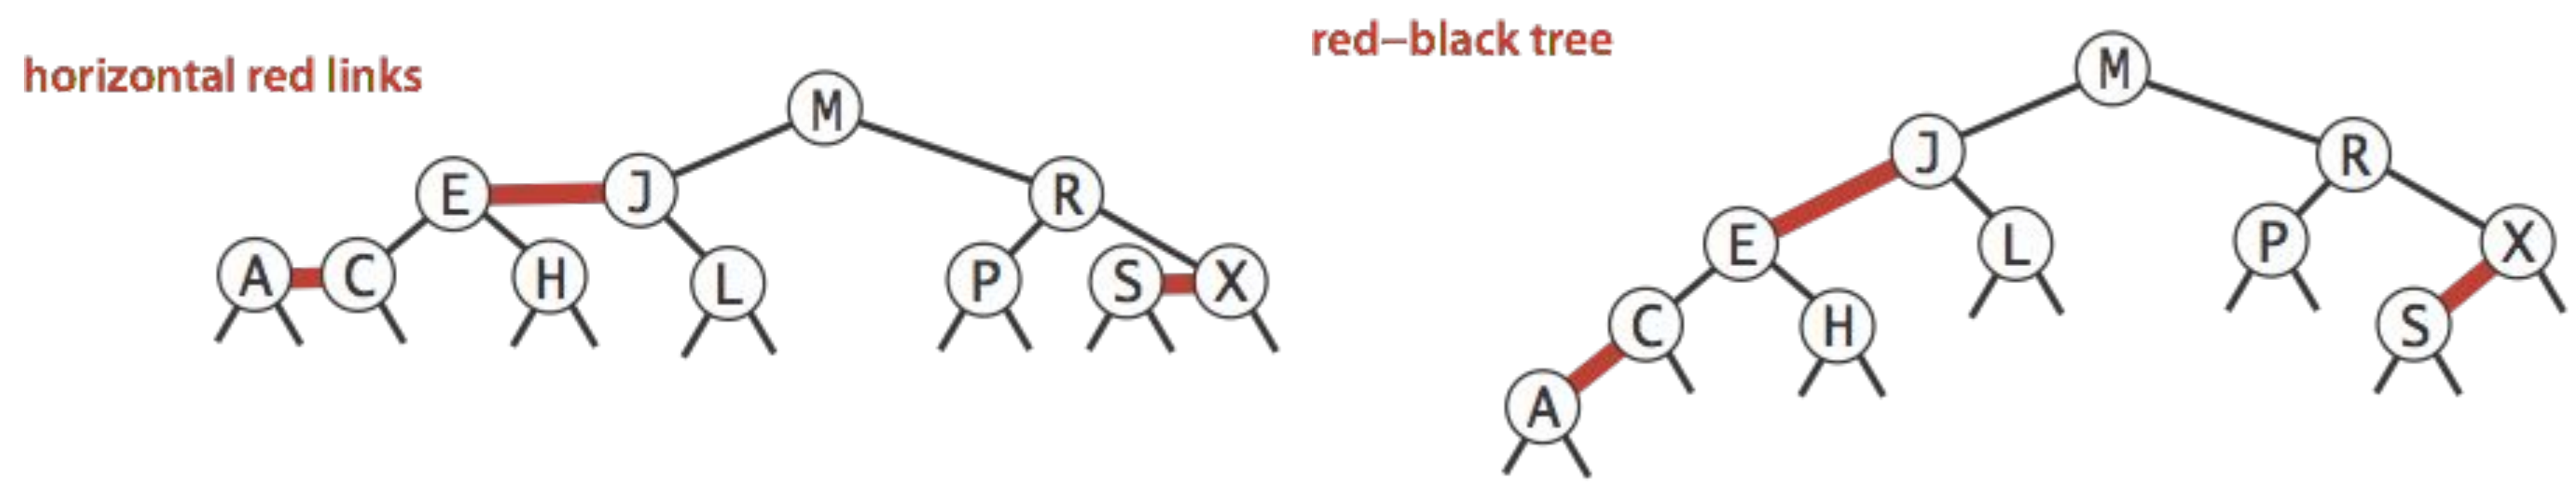 horizontal red links
M
E J R
A C H L P S X
red–black tree
M
J R
E L P X
C H S
A